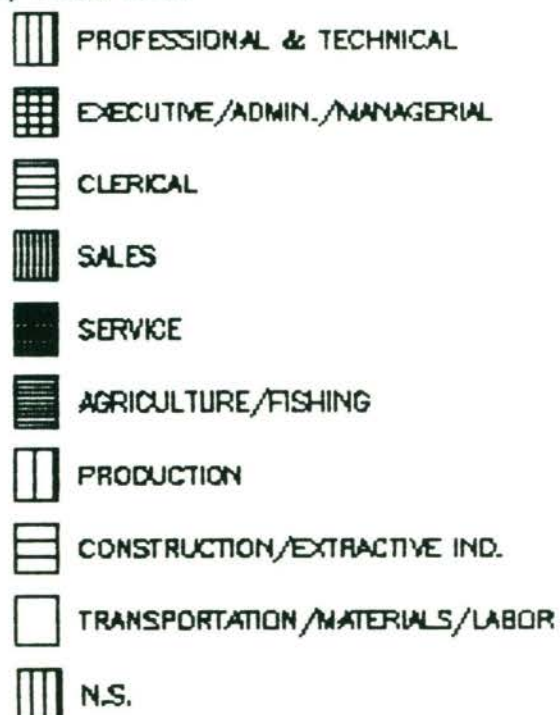 PROFESSIONAL & TECHNICAL
EXECUTIVE/ADMIN./MANAGERIAL
CLERICAL
SALES
SERVICE
AGRICULTURE/FISHING
PRODUCTION
CONSTRUCTION/EXTRACTIVE IND.
TRANSPORTATION/MATERIALS/LABOR
N.S.